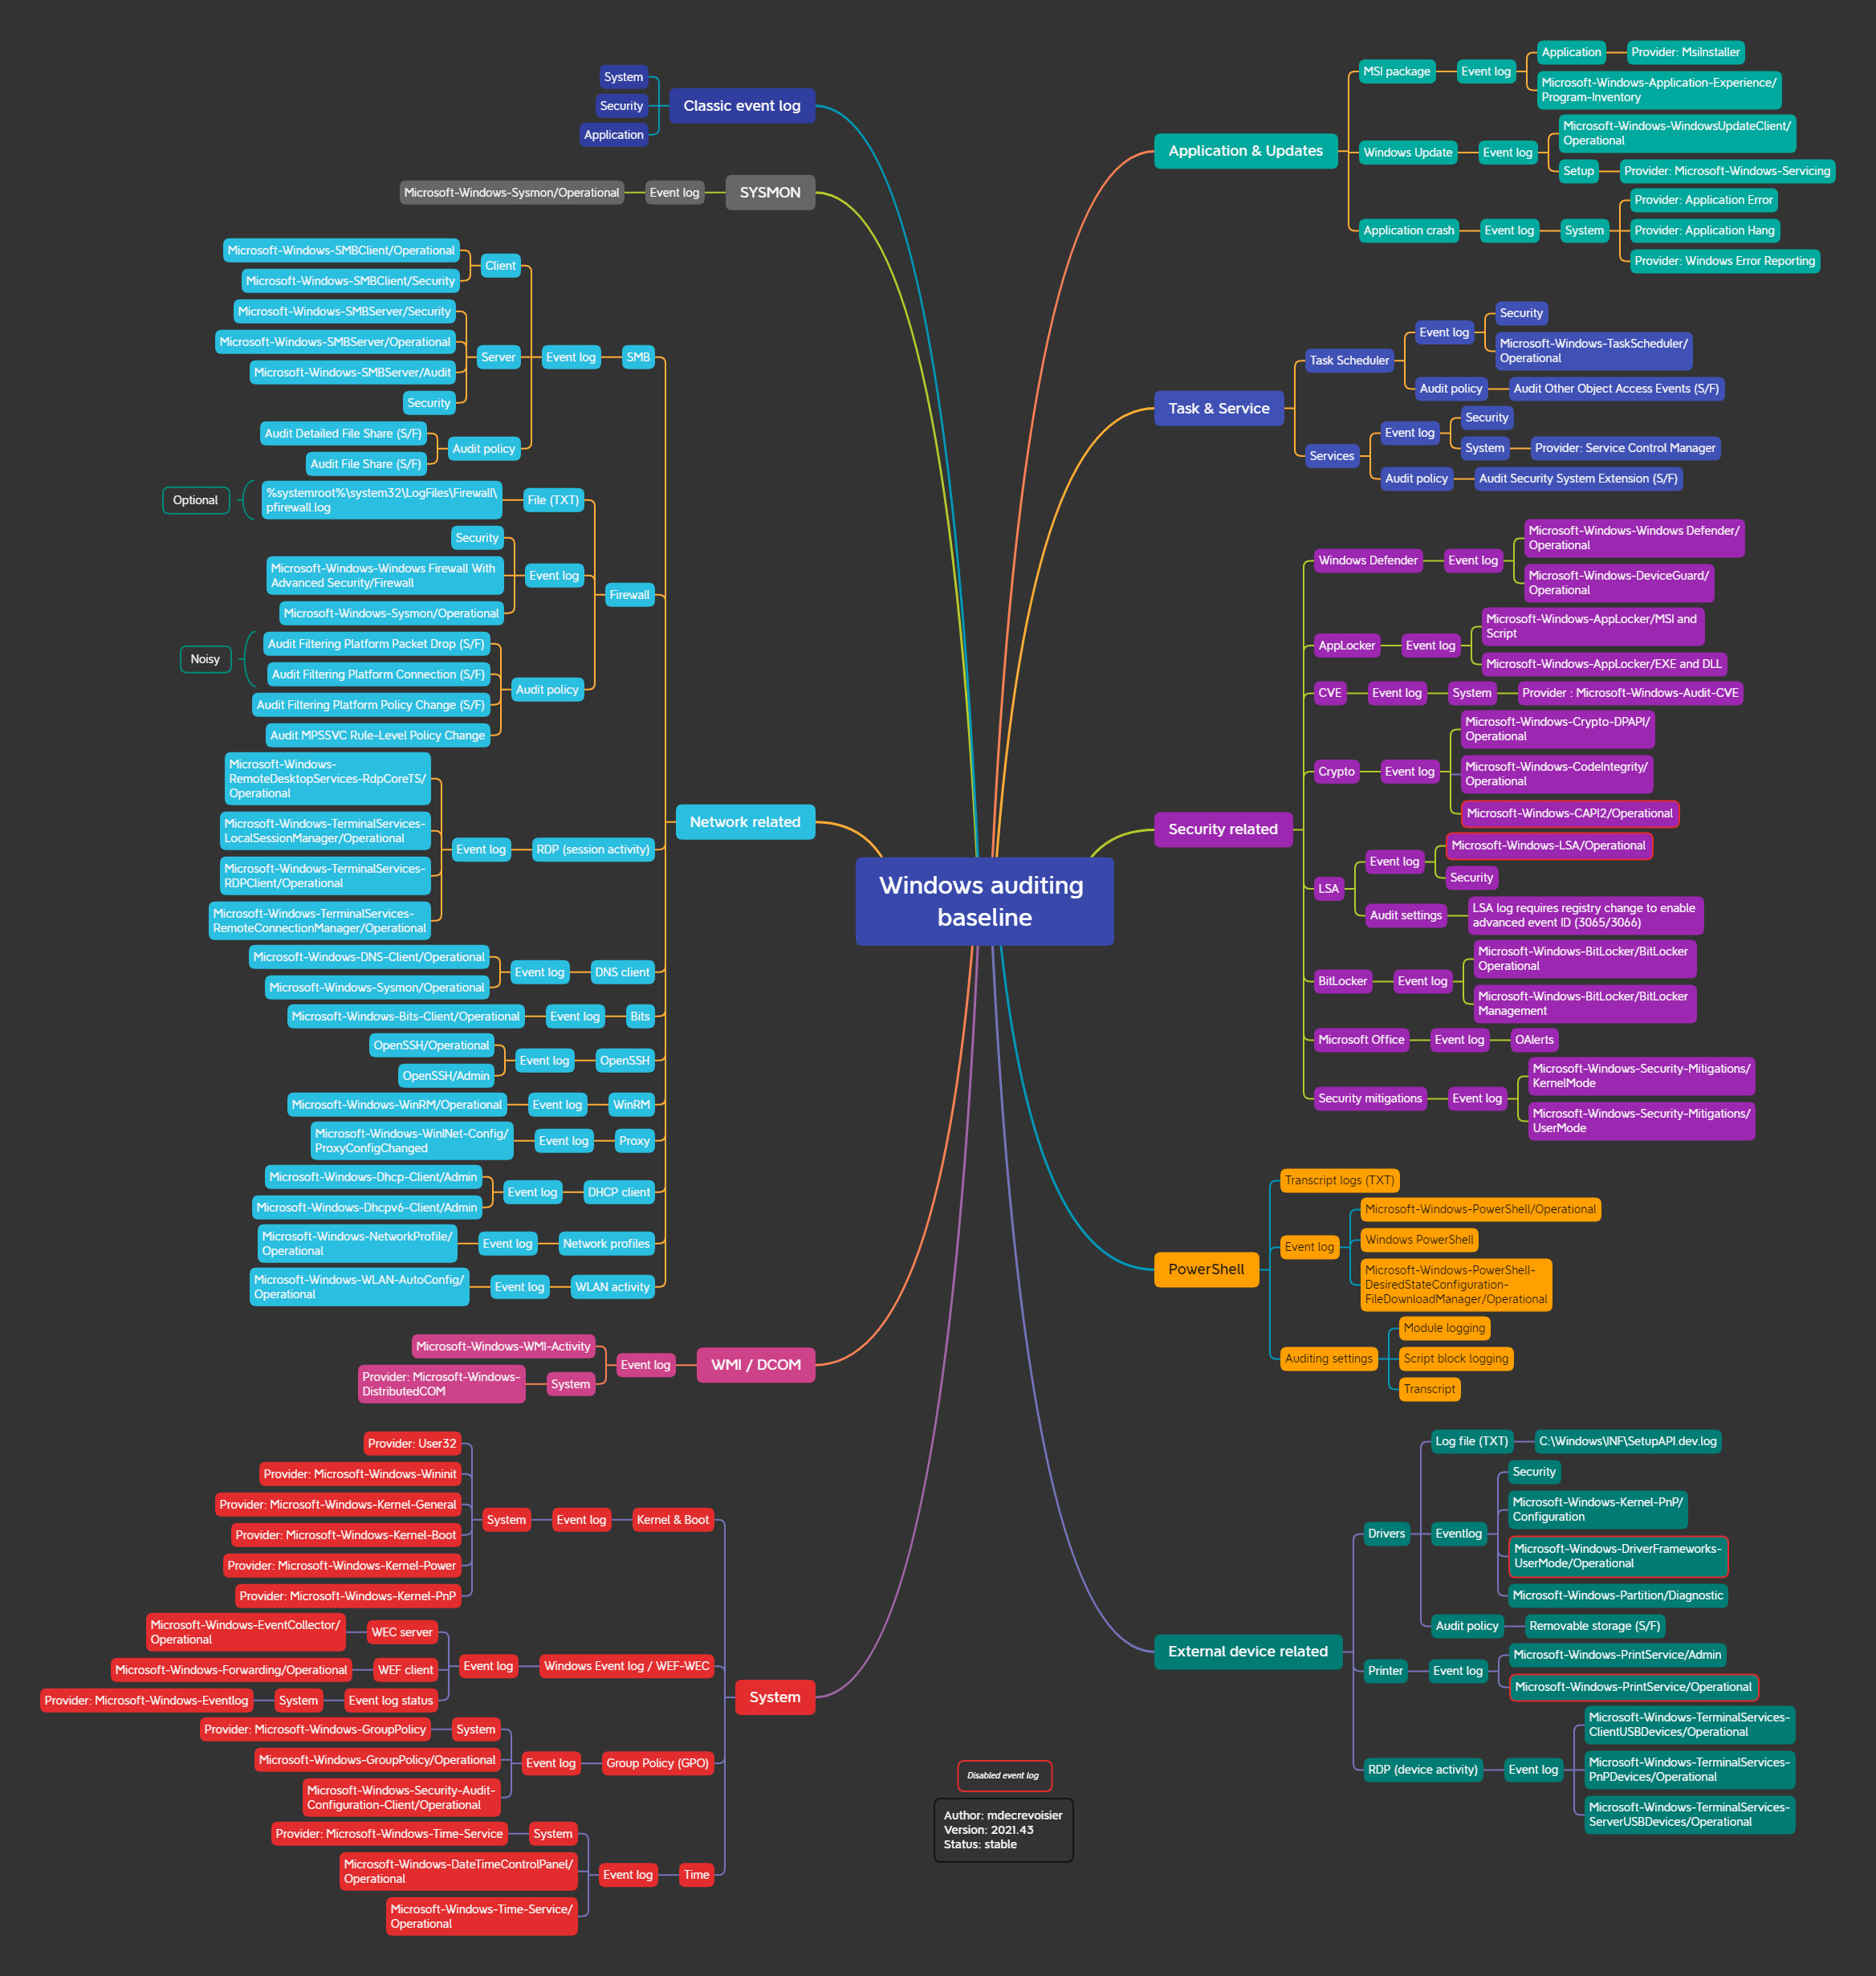 Windows auditing
baseline
Classic event log
System
Security
Application
SYSMON
Event log
Microsoft-Windows-Sysmon/Operational
Network related
SMB
Event log
Client
Microsoft-Windows-SMBClient/Operational
Microsoft-Windows-SMBClient/Security
Server
Microsoft-Windows-SMBServer/Security
Microsoft-Windows-SMBServer/Operational
Microsoft-Windows-SMBServer/Audit
Security
Audit policy
Audit Detailed File Share (S/F)
Audit File Share (S/F)
Firewall
File (TXT)
%systemroot%\system32\LogFiles\Firewall\
pfirewall.log
Optional
Event log
Security
Microsoft-Windows-Windows Firewall With
Advanced Security/Firewall
Microsoft-Windows-Sysmon/Operational
Audit policy
Audit Filtering Platform Packet Drop (S/F)
Audit Filtering Platform Connection (S/F)
Noisy
Audit Filtering Platform Policy Change (S/F)
Audit MPSSVC Rule-Level Policy Change
RDP (session activity)
Event log
Microsoft-Windows-
RemoteDesktopServices-RdpCoreTS/
Operational
Microsoft-Windows-TerminalServices-
LocalSessionManager/Operational
Microsoft-Windows-TerminalServices-
RDPClient/Operational
Microsoft-Windows-TerminalServices-
RemoteConnectionManager/Operational
DNS client
Event log
Microsoft-Windows-DNS-Client/Operational
Microsoft-Windows-Sysmon/Operational
Bits
Event log
Microsoft-Windows-Bits-Client/Operational
OpenSSH
Event log
OpenSSH/Operational
OpenSSH/Admin
WinRM
Event log
Microsoft-Windows-WinRM/Operational
Proxy
Event log
Microsoft-Windows-WinINet-Config/
ProxyConfigChanged
DHCP client
Event log
Microsoft-Windows-Dhcp-Client/Admin
Microsoft-Windows-Dhcpv6-Client/Admin
Network profiles
Event log
Microsoft-Windows-NetworkProfile/
Operational
WLAN activity
Event log
Microsoft-Windows-WLAN-AutoConfig/
Operational
WMI / DCOM
Event log
Microsoft-Windows-WMI-Activity
System
Provider: Microsoft-Windows-
DistributedCOM
System
Kernel & Boot
Event log
System
Provider: User32
Provider: Microsoft-Windows-Wininit
Provider: Microsoft-Windows-Kernel-General
Provider: Microsoft-Windows-Kernel-Boot
Provider: Microsoft-Windows-Kernel-Power
Provider: Microsoft-Windows-Kernel-PnP
Windows Event log / WEF-WEC
Event log
WEC server
Microsoft-Windows-EventCollector/
Operational
WEF client
Microsoft-Windows-Forwarding/Operational
Event log status
System
Provider: Microsoft-Windows-Eventlog
Group Policy (GPO)
Event log
System
Provider: Microsoft-Windows-GroupPolicy
Microsoft-Windows-GroupPolicy/Operational
Microsoft-Windows-Security-Audit-
Configuration-Client/Operational
Time
Event log
System
Provider: Microsoft-Windows-Time-Service
Microsoft-Windows-DateTimeControlPanel/
Operational
Microsoft-Windows-Time-Service/
Operational
Application & Updates
MSI package
Event log
Application
Provider: MsiInstaller
Microsoft-Windows-Application-Experience/
Program-Inventory
Windows Update
Event log
Microsoft-Windows-WindowsUpdateClient/
Operational
Setup
Provider: Microsoft-Windows-Servicing
Application crash
Event log
System
Provider: Application Error
Provider: Application Hang
Provider: Windows Error Reporting
Task & Service
Task Scheduler
Event log
Security
Microsoft-Windows-TaskScheduler/
Operational
Audit policy
Audit Other Object Access Events (S/F)
Services
Event log
Security
System
Provider: Service Control Manager
Audit policy
Audit Security System Extension (S/F)
Security related
Windows Defender
Event log
Microsoft-Windows-Windows Defender/
Operational
Microsoft-Windows-DeviceGuard/
Operational
AppLocker
Event log
Microsoft-Windows-AppLocker/MSI and
Script
Microsoft-Windows-AppLocker/EXE and DLL
CVE
Event log
System
Provider : Microsoft-Windows-Audit-CVE
Crypto
Event log
Microsoft-Windows-Crypto-DPAPI/
Operational
Microsoft-Windows-CodeIntegrity/
Operational
Microsoft-Windows-CAPI2/Operational
LSA
Event log
Microsoft-Windows-LSA/Operational
Security
Audit settings
LSA log requires registry change to enable
advanced event ID (3065/3066)
BitLocker
Event log
Microsoft-Windows-BitLocker/BitLocker
Operational
Microsoft-Windows-BitLocker/BitLocker
Management
Microsoft Office
Event log
OAlerts
Security mitigations
Event log
Microsoft-Windows-Security-Mitigations/
KernelMode
Microsoft-Windows-Security-Mitigations/
UserMode
PowerShell
Transcript logs (TXT)
Event log
Microsoft-Windows-PowerShell/Operational
Windows PowerShell
Microsoft-Windows-PowerShell-
DesiredStateConfiguration-
FileDownloadManager/Operational
Auditing settings
Module logging
Script block logging
Transcript
External device related
Drivers
Log file (TXT)
C:\Windows\INF\SetupAPI.dev.log
Eventlog
Security
Microsoft-Windows-Kernel-PnP/
Configuration
Microsoft-Windows-DriverFrameworks-
UserMode/Operational
Microsoft-Windows-Partition/Diagnostic
Audit policy
Removable storage (S/F)
Printer
Event log
Microsoft-Windows-PrintService/Admin
Microsoft-Windows-PrintService/Operational
RDP (device activity)
Event log
Microsoft-Windows-TerminalServices-
ClientUSBDevices/Operational
Microsoft-Windows-TerminalServices-
PnPDevices/Operational
Microsoft-Windows-TerminalServices-
ServerUSBDevices/Operational
Disabled event log
Author: mdecrevoisier
Version: 2021.43
Status: stable